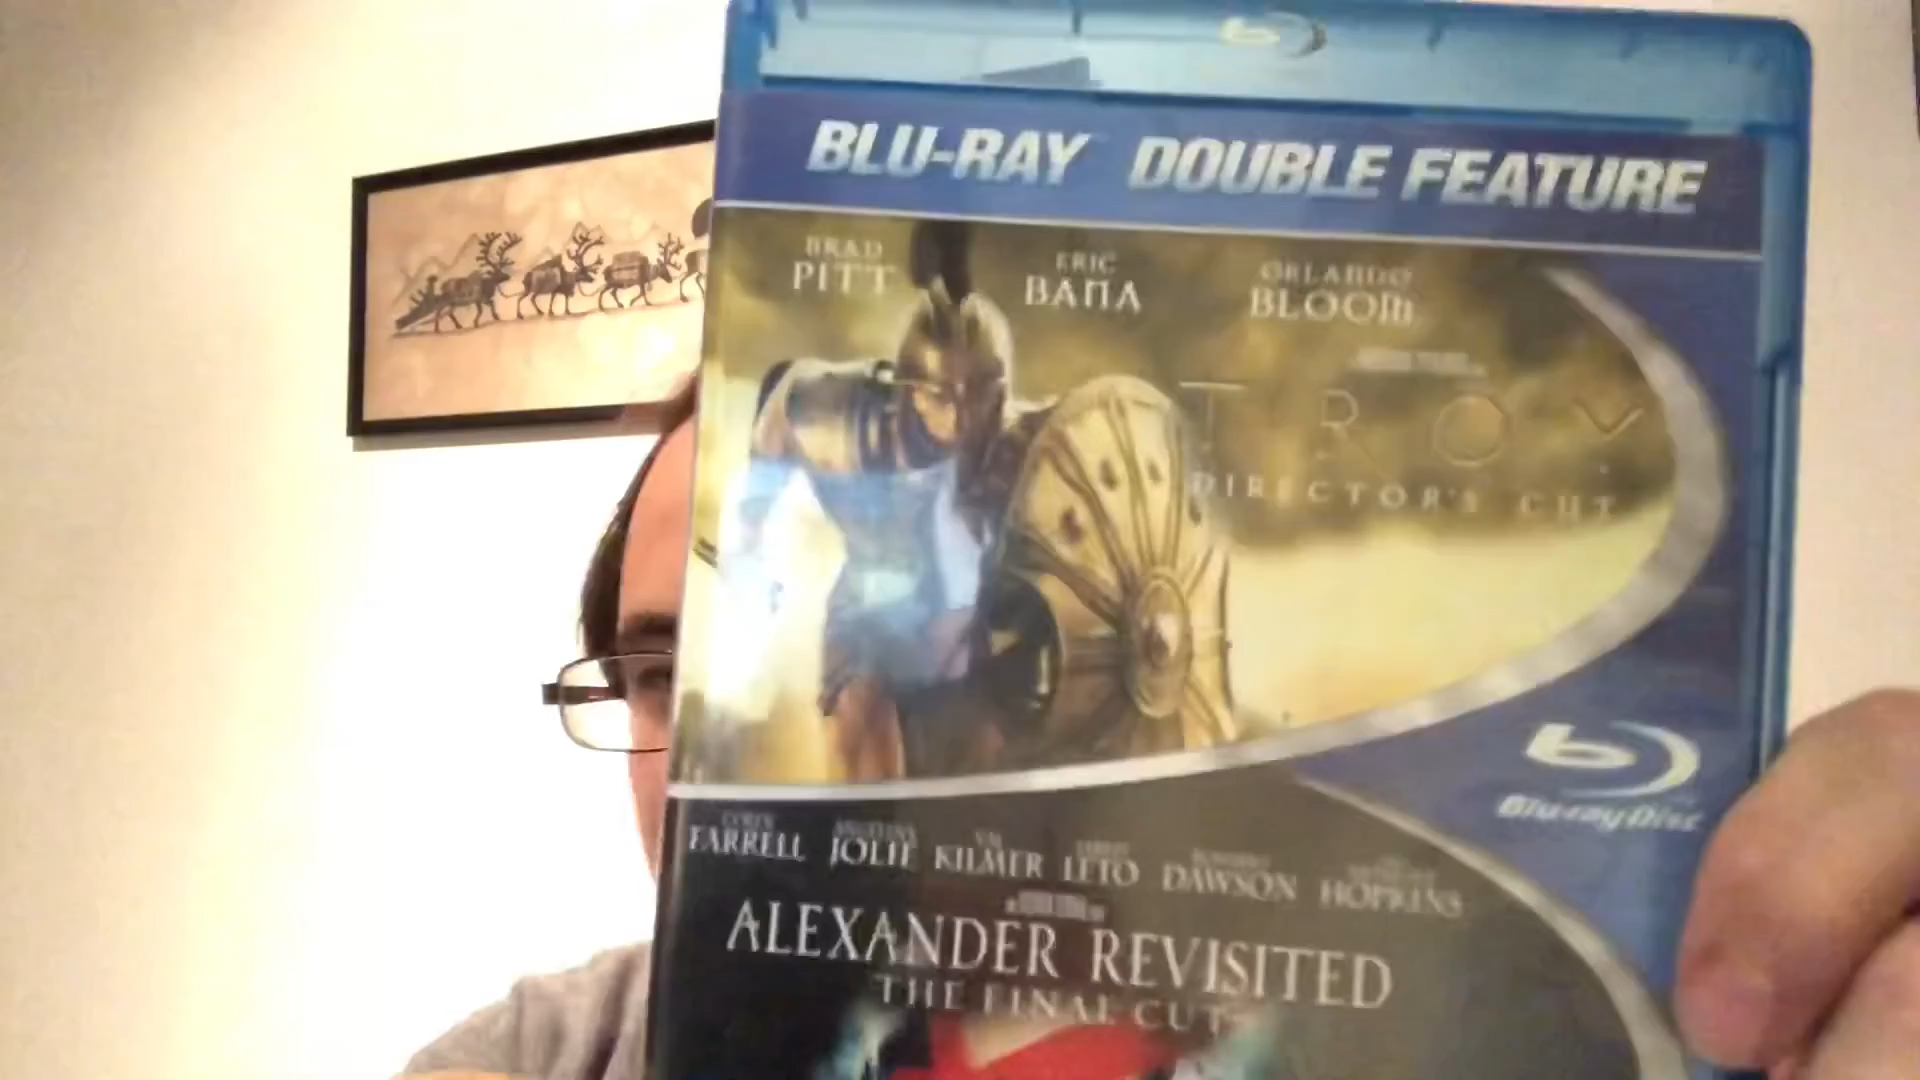 BLU-RAY DOUBLE FEATURE
BRAD PITT ERIC BANA ORLANDO BLOOM
TROY
DIRECTOR'S CUT
Blu-ray Disc
FARRELL JOLIE KILMER LETO DAWSON HOPKINS
ALEXANDER REVISITED
THE FINAL CUT